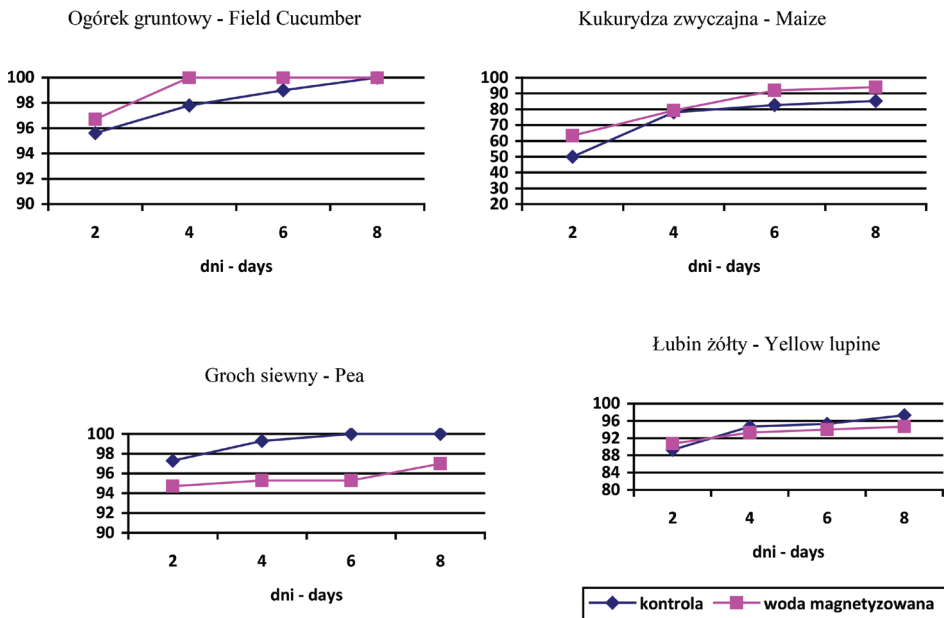 Ogórek gruntowy - Field Cucumber
100
98
96
94
92
90
2 4 6 8
dni - days
Kukurydza zwyczajna - Maize
100
90
80
70
60
50
40
30
20
2 4 6 8
dni - days
Groch siewny - Pea
100
98
96
94
92
90
2 4 6 8
dni - days
Łubin żółty - Yellow lupine
100
96
92
88
84
80
2 4 6 8
dni - days
kontrola woda magnetyzowana